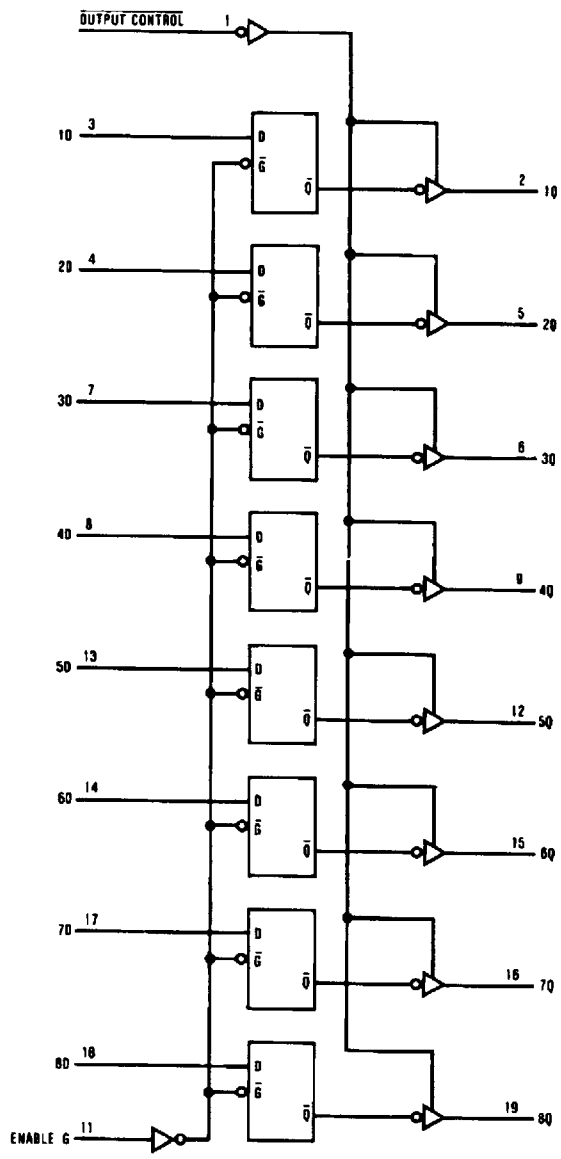 OUTPUT CONTROL 1
1D 3 D
G
Q 2 1Q
2D 4 D
G
Q 5 2Q
3D 7 D
G
Q 6 3Q
4D 8 D
G
Q 9 4Q
5D 13 D
G
Q 12 5Q
6D 14 D
G
Q 15 6Q
7D 17 D
G
Q 16 7Q
8D 18 D
G
Q 19 8Q
ENABLE G 11